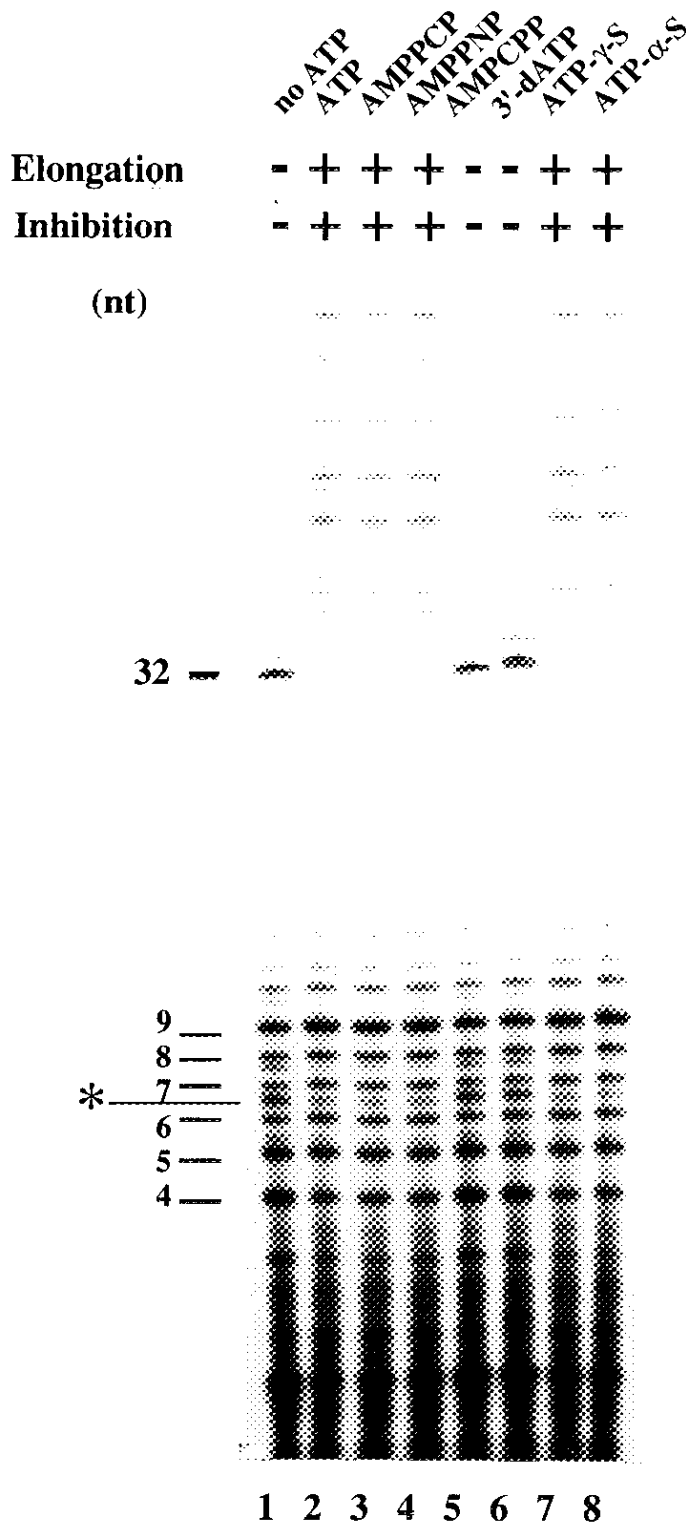 no ATP ATP AMPPCP AMPPNP AMPCPP 3'-dATP ATP-γ-S ATP-α-S
Elongation - + + + - - + +
Inhibition - + + + - - + +
(nt)
32
9
8
7
*
6
5
4
1 2 3 4 5 6 7 8